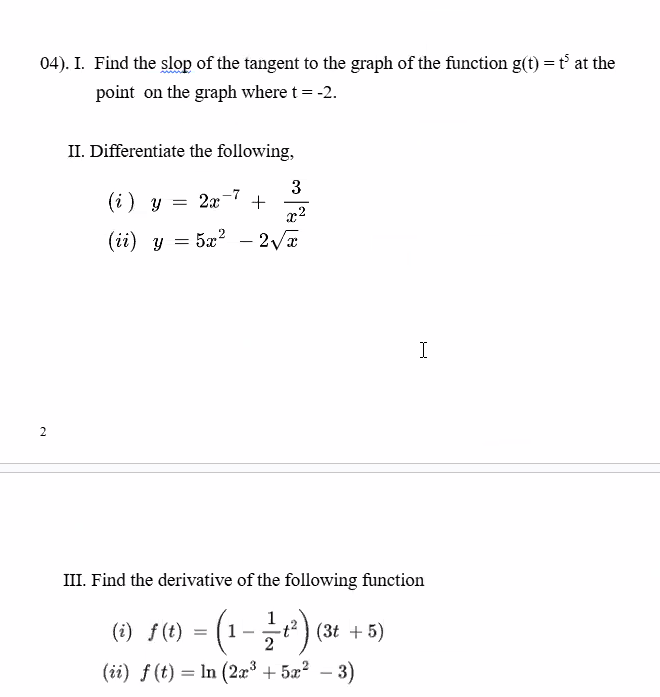 04). I. Find the slop of the tangent to the graph of the function g(t) = t⁵ at the
point on the graph where t = -2.
II. Differentiate the following,
(i) y = 2x⁻⁷ + 3/x²
(ii) y = 5x² − 2√x
2
III. Find the derivative of the following function
(i) f(t) = (1 − 1/2 t²) (3t + 5)
(ii) f(t) = ln (2x³ + 5x² − 3)